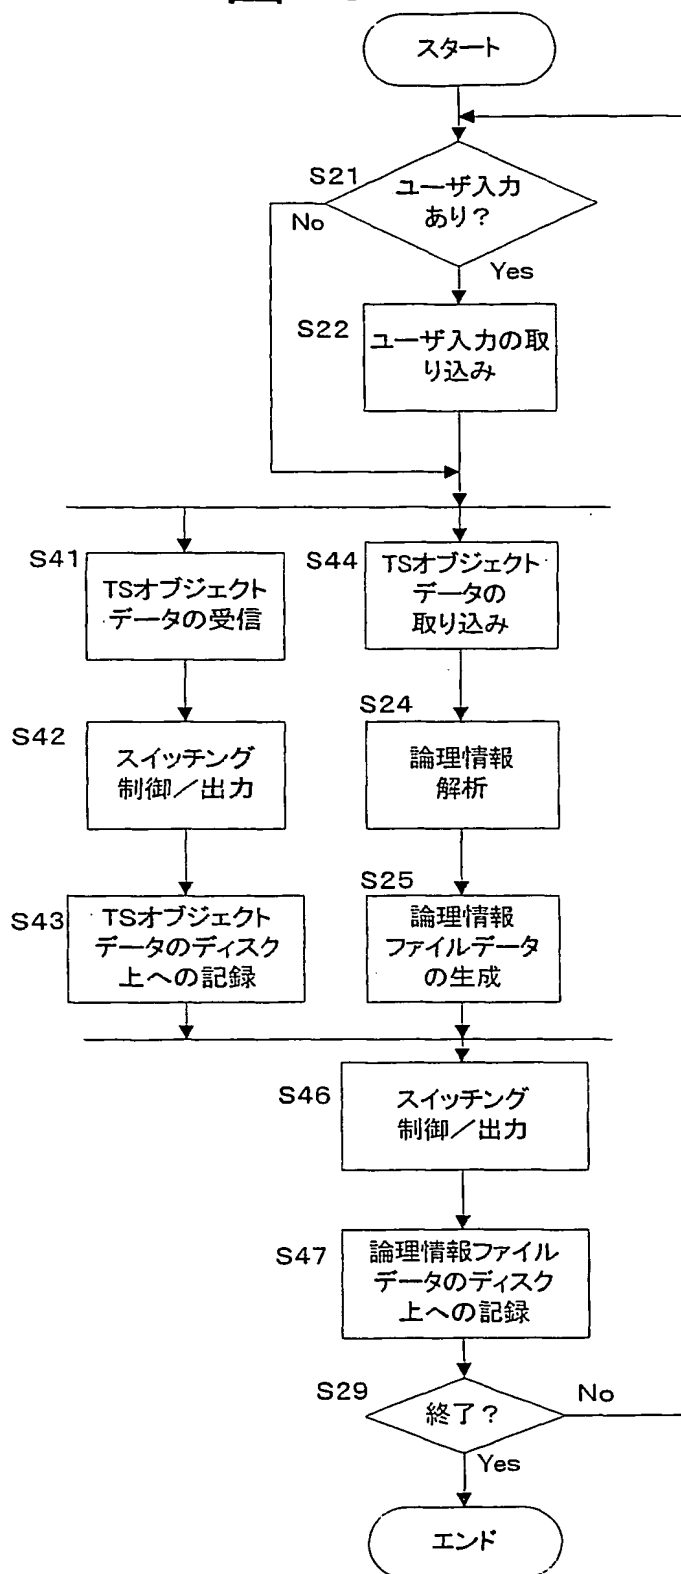 スタート
S21
ユーザ入力
あり？
No
Yes
S22
ユーザ入力の取
り込み
S41
TSオブジェクト
データの受信
S44
TSオブジェクト
データの
取り込み
S42
スイッチング
制御／出力
S24
論理情報
解析
S43
TSオブジェクト
データのディスク
上への記録
S25
論理情報
ファイルデータ
の生成
S46
スイッチング
制御／出力
S47
論理情報ファイル
データのディスク
上への記録
S29
終了？
No
Yes
エンド